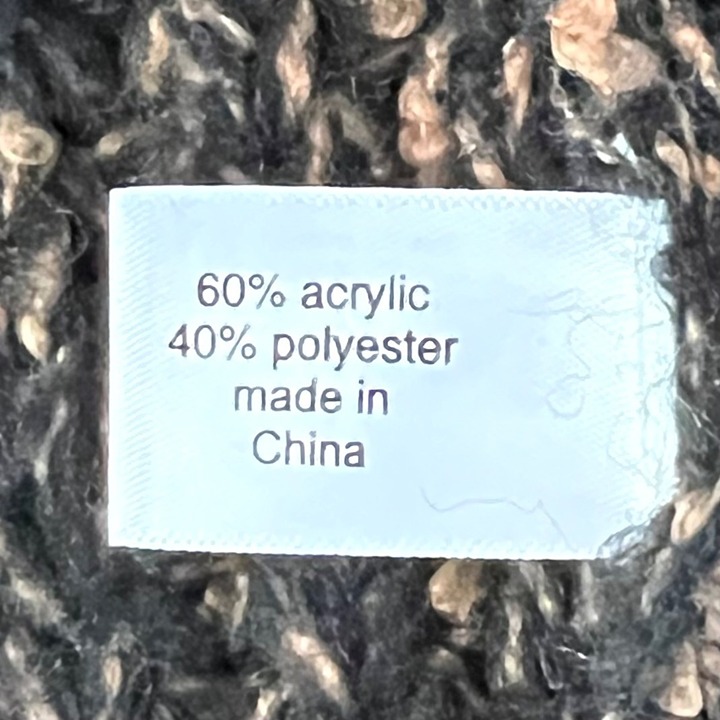 60% acrylic
40% polyester
made in
China